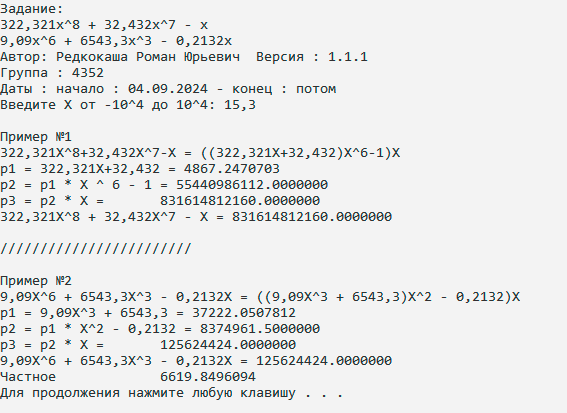 Задание:
322,321x^8 + 32,432x^7 - x
9,09x^6 + 6543,3x^3 - 0,2132x
Автор: Редкокаша Роман Юрьевич  Версия : 1.1.1
Группа : 4352
Даты : начало : 04.09.2024 - конец : потом
Введите X от -10^4 до 10^4: 15,3
Пример №1
322,321X^8+32,432X^7-X = ((322,321X+32,432)X^6-1)X
p1 = 322,321X+32,432 = 4867.2470703
p2 = p1 * X ^ 6 - 1 = 55440986112.0000000
p3 = p2 * X =       831614812160.0000000
322,321X^8 + 32,432X^7 - X = 831614812160.0000000
////////////////////////
Пример №2
9,09X^6 + 6543,3X^3 - 0,2132X = ((9,09X^3 + 6543,3)X^2 - 0,2132)X
p1 = 9,09X^3 + 6543,3 = 37222.0507812
p2 = p1 * X^2 - 0,2132 = 8374961.5000000
p3 = p2 * X =       125624424.0000000
9,09X^6 + 6543,3X^3 - 0,2132X = 125624424.0000000
Частное             6619.8496094
Для продолжения нажмите любую клавишу . . .